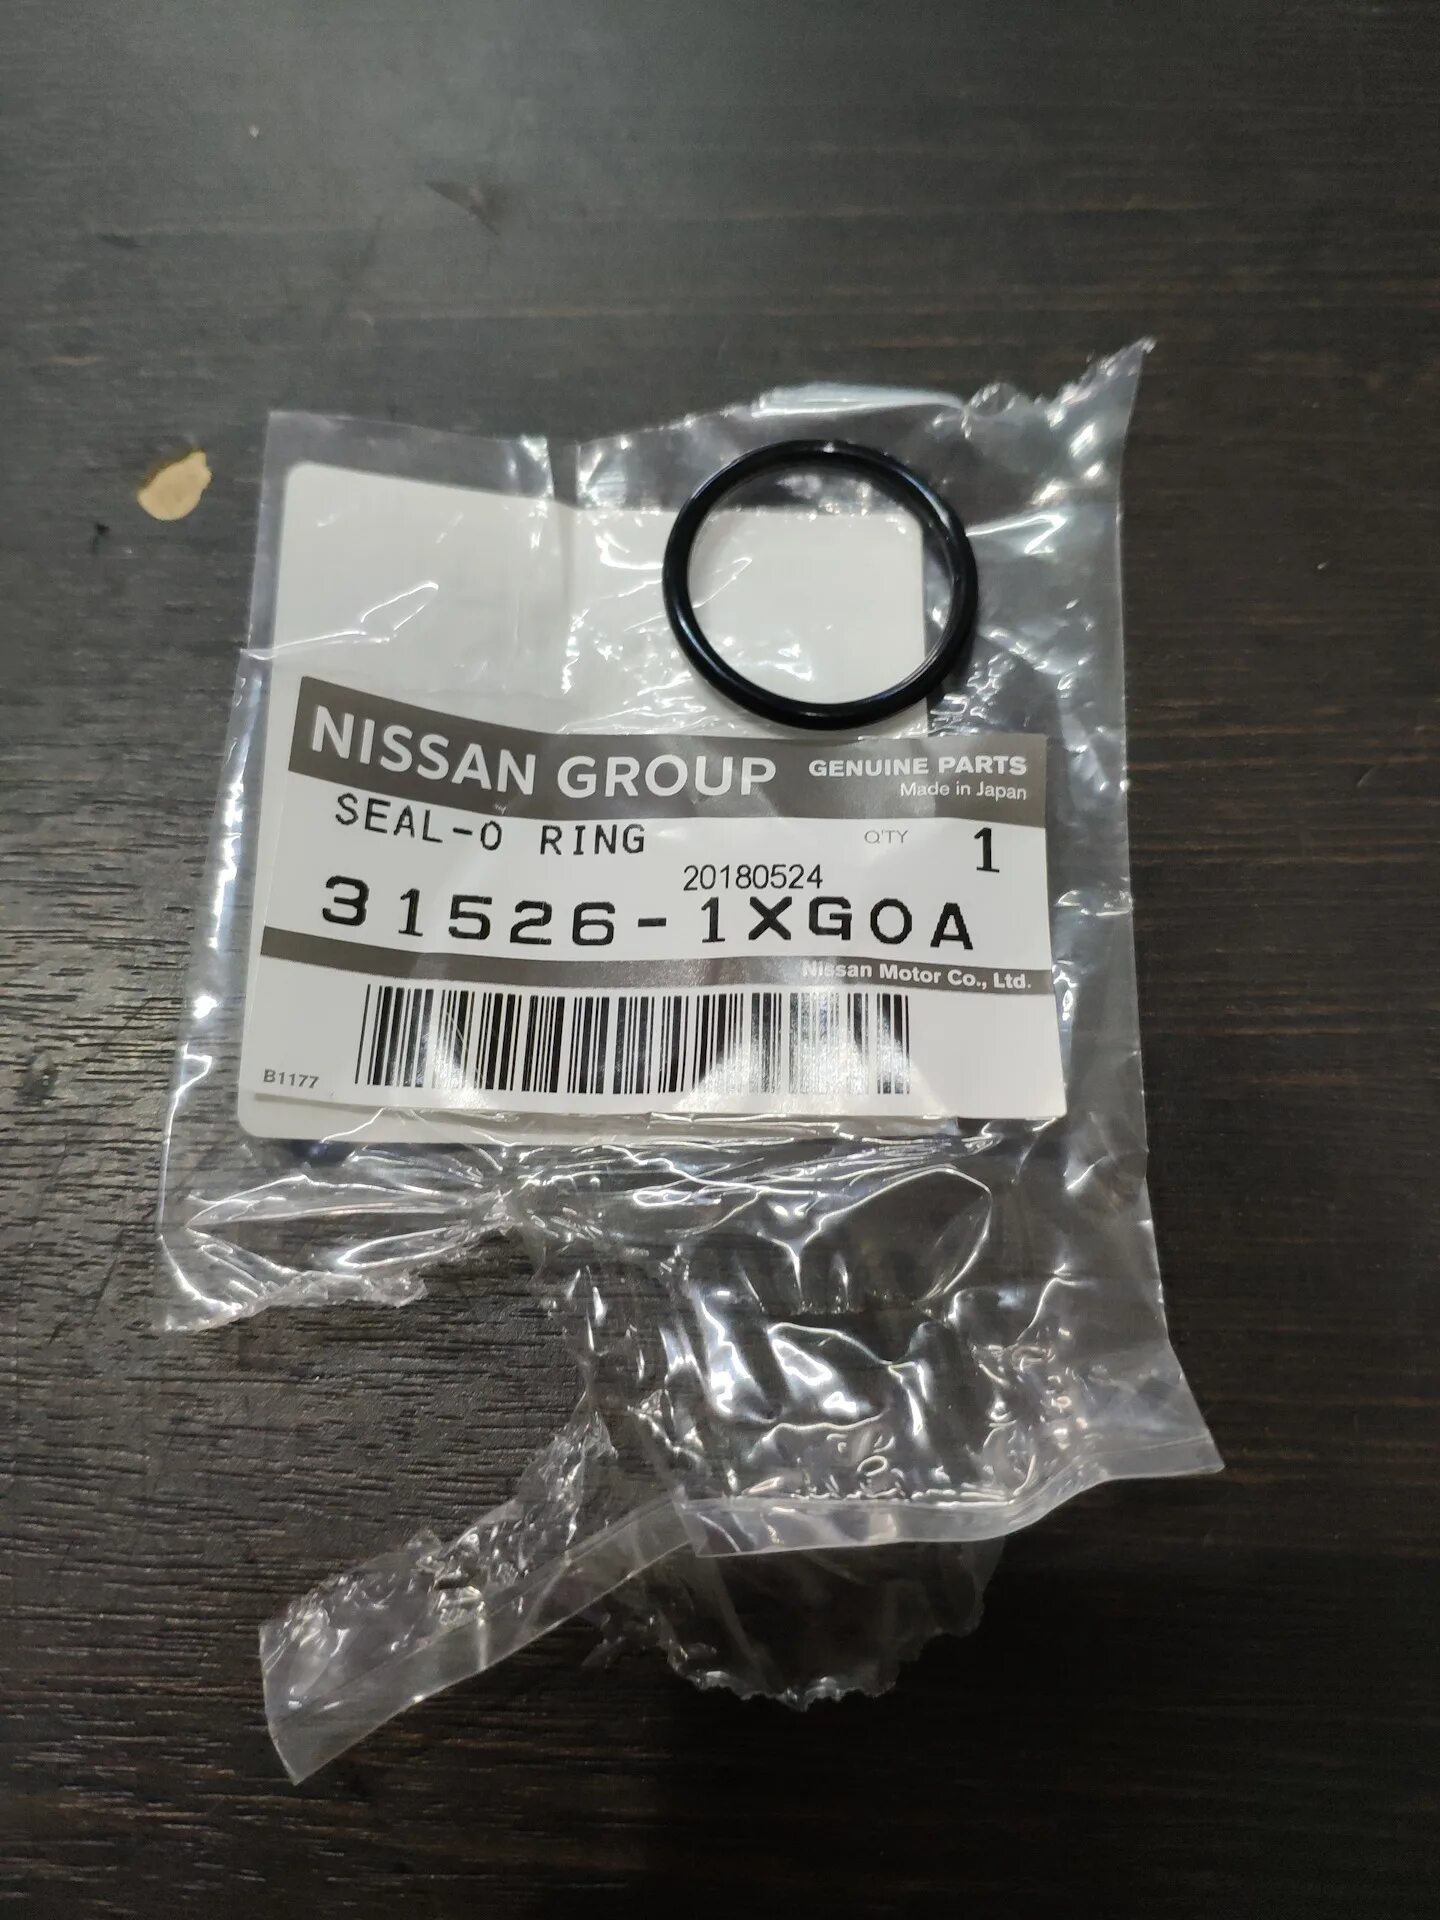 NISSAN GROUP GENUINE PARTS
Made in Japan
SEAL-O RING Q'TY 1
20180524
31526-1XG0A
Nissan Motor Co., Ltd.
B1177